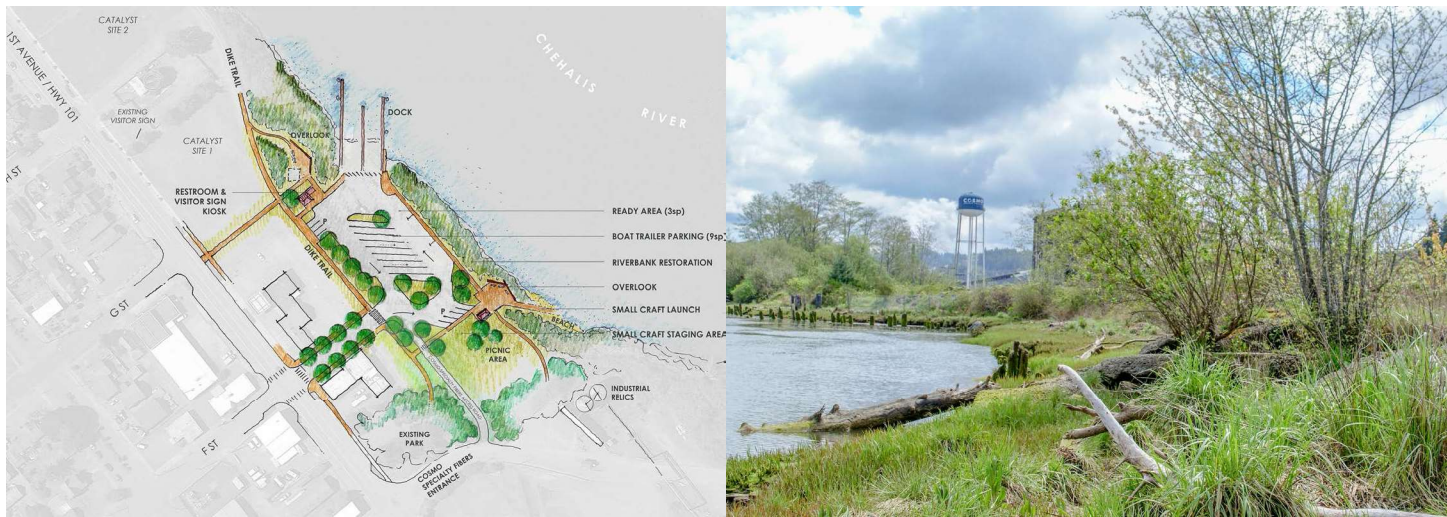 CATALYST
SITE 2
1ST AVENUE / HWY 101
DIKE TRAIL
CHEHALIS
RIVER
EXISTING
VISITOR SIGN
CATALYST
SITE 1
DOCK
OVERLOOK
H ST
RESTROOM &
VISITOR SIGN
KIOSK
READY AREA (3sp)
BOAT TRAILER PARKING (9sp)
RIVERBANK RESTORATION
DIKE TRAIL
OVERLOOK
G ST
SMALL CRAFT LAUNCH
P
BEACH
SMALL CRAFT STAGING AREA
PICNIC
AREA
INDUSTRIAL
RELICS
F ST
EXISTING
PARK
COSMO
SPECIALTY FIBERS
ENTRANCE